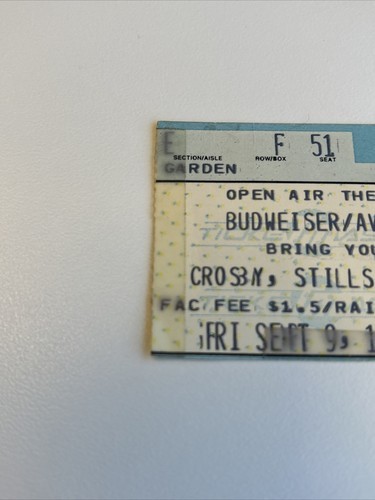 E F 51
SECTION/AISLE ROW/BOX SEAT
GARDEN
OPEN AIR THE
BUDWEISER/AV
BRING YOU
CROSBY, STILLS
FAC FEE $1.5/RAI
FRI SEPT 9, 1